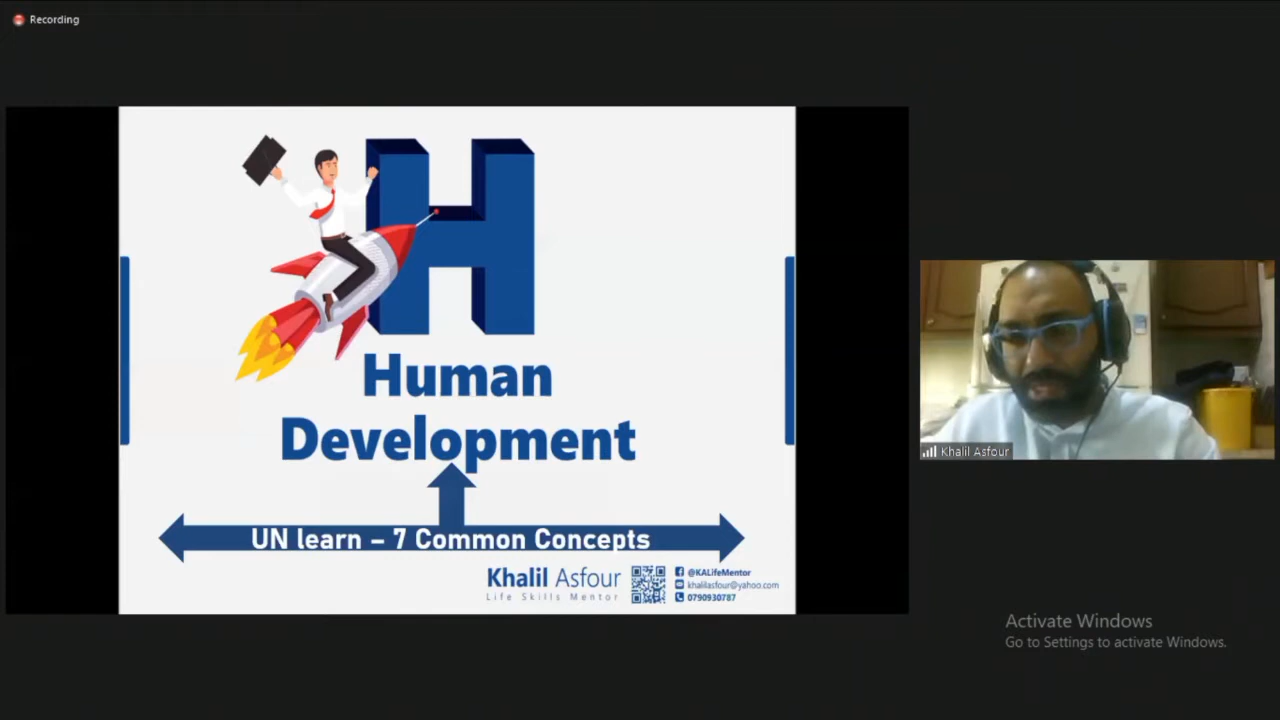 Recording
H
Human
Development
UN learn – 7 Common Concepts
Khalil Asfour
Life Skills Mentor
@KALifeMentor
khalilasfour@yahoo.com
0790930787
Khalil Asfour
Activate Windows
Go to Settings to activate Windows.